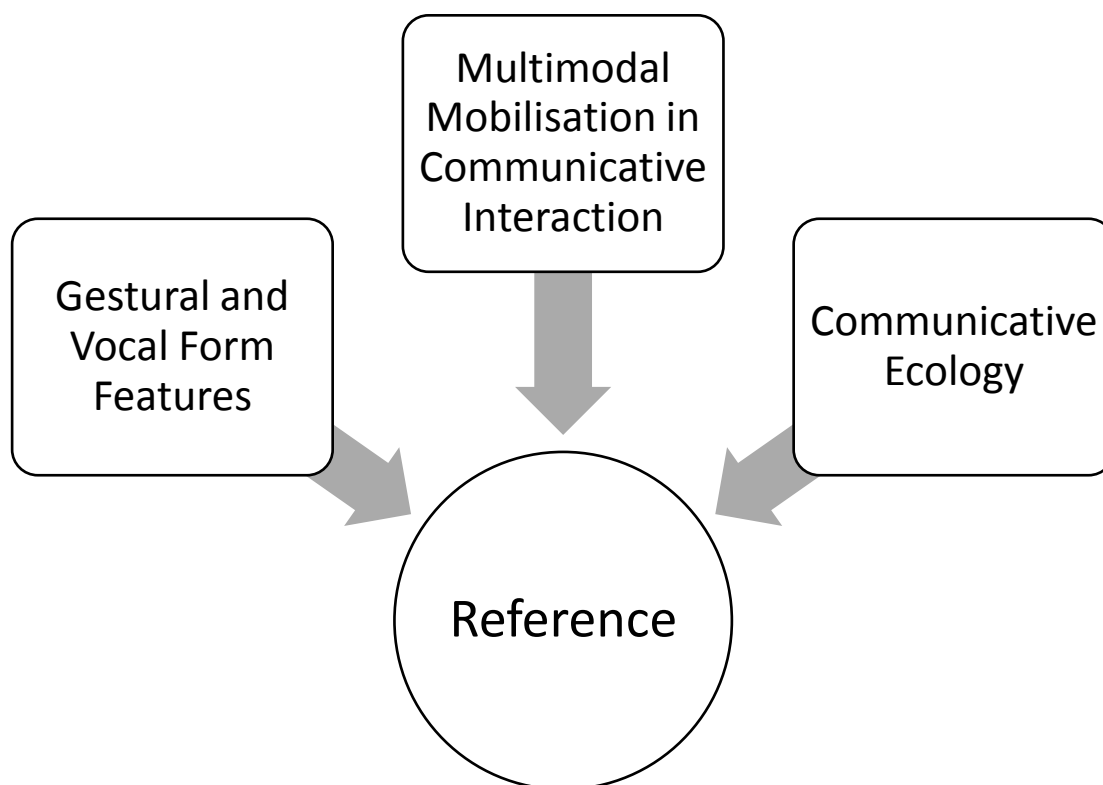 Multimodal
Mobilisation in
Communicative
Interaction
Gestural and
Vocal Form
Features
Communicative
Ecology
Reference